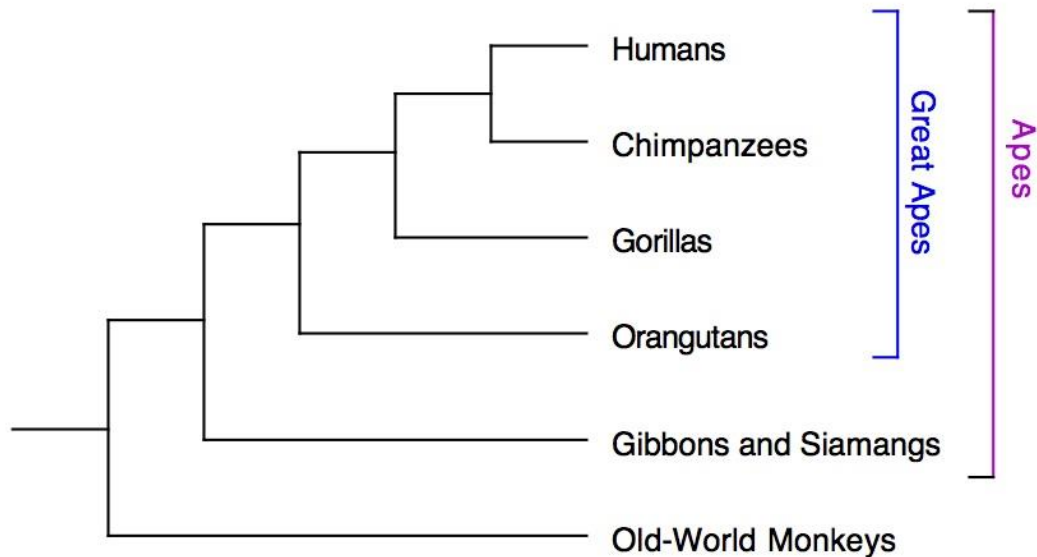 Humans
Chimpanzees
Gorillas
Orangutans
Gibbons and Siamangs
Old-World Monkeys
Great Apes
Apes